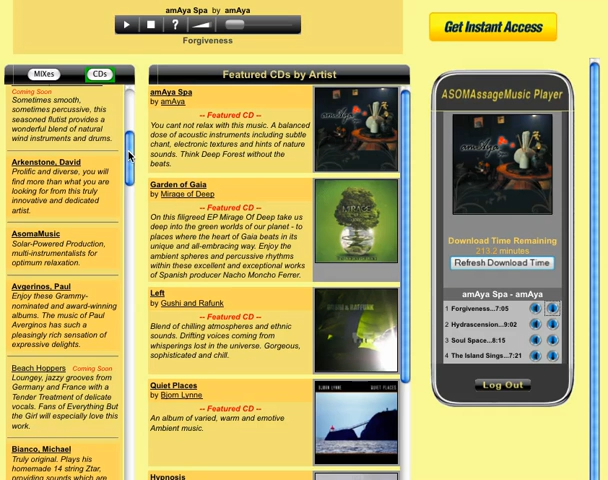 amAya Spa by amAya
?
Forgiveness
Get Instant Access
MIXes
CDs
Coming Soon
Sometimes smooth,
sometimes percussive, this
seasoned flutist provides a
wonderful blend of natural
wind instruments and drums.
Arkenstone, David
Prolific and diverse, you will
find more than what you are
looking for from this truly
innovative and dedicated
artist.
AsomaMusic
Solar-Powered Production,
multi-instrumentalists for
optimum relaxation.
Avgerinos, Paul
Enjoy these Grammy-
nominated and award-winning
albums. The music of Paul
Avgerinos has such a
pleasingly rich sensation of
expressive delights.
Beach Hoppers Coming Soon
Loungey, jazzy grooves from
Germany and France with a
Tender Treatment of delicate
vocals. Fans of Everything But
the Girl will especially love this
work.
Bianco, Michael
Truly original. Plays his
homemade 14 string Ztar,
providing sounds which are
Featured CDs by Artist
amAya Spa
by amAya
-- Featured CD --
You cant not relax with this music. A balanced
dose of acoustic instruments including subtle
chant, electronic textures and hints of nature
sounds. Think Deep Forest without the
beats.
Garden of Gaia
by Mirage of Deep
-- Featured CD --
On this filigreed EP Mirage Of Deep take us
deep into the green worlds of our planet - to
places where the heart of Gaia beats in its
unique and all-embracing way. Enjoy the
ambient spheres and percussive rhythms
within these excellent and exceptional works
of Spanish producer Nacho Moncho Ferrer.
MIRAGE
Left
by Gushi and Rafunk
-- Featured CD --
Blend of chilling atmospheres and ethnic
sounds. Drifting voices coming from
whisperings lost in the universe. Gorgeous,
sophisticated and chill.
Quiet Places
by Bjorn Lynne
-- Featured CD --
An album of varied, warm and emotive
Ambient music.
BJORN LYNNE QUIET PLACES
Hypnosis
ASOMAssageMusic Player
amAya
Download Time Remaining
213.2 minutes
Refresh Download Time
amAya Spa - amAya
1 Forgiveness...7:05
2 Hydrascension...9:02
3 Soul Space...8:15
4 The Island Sings...7:21
Log Out